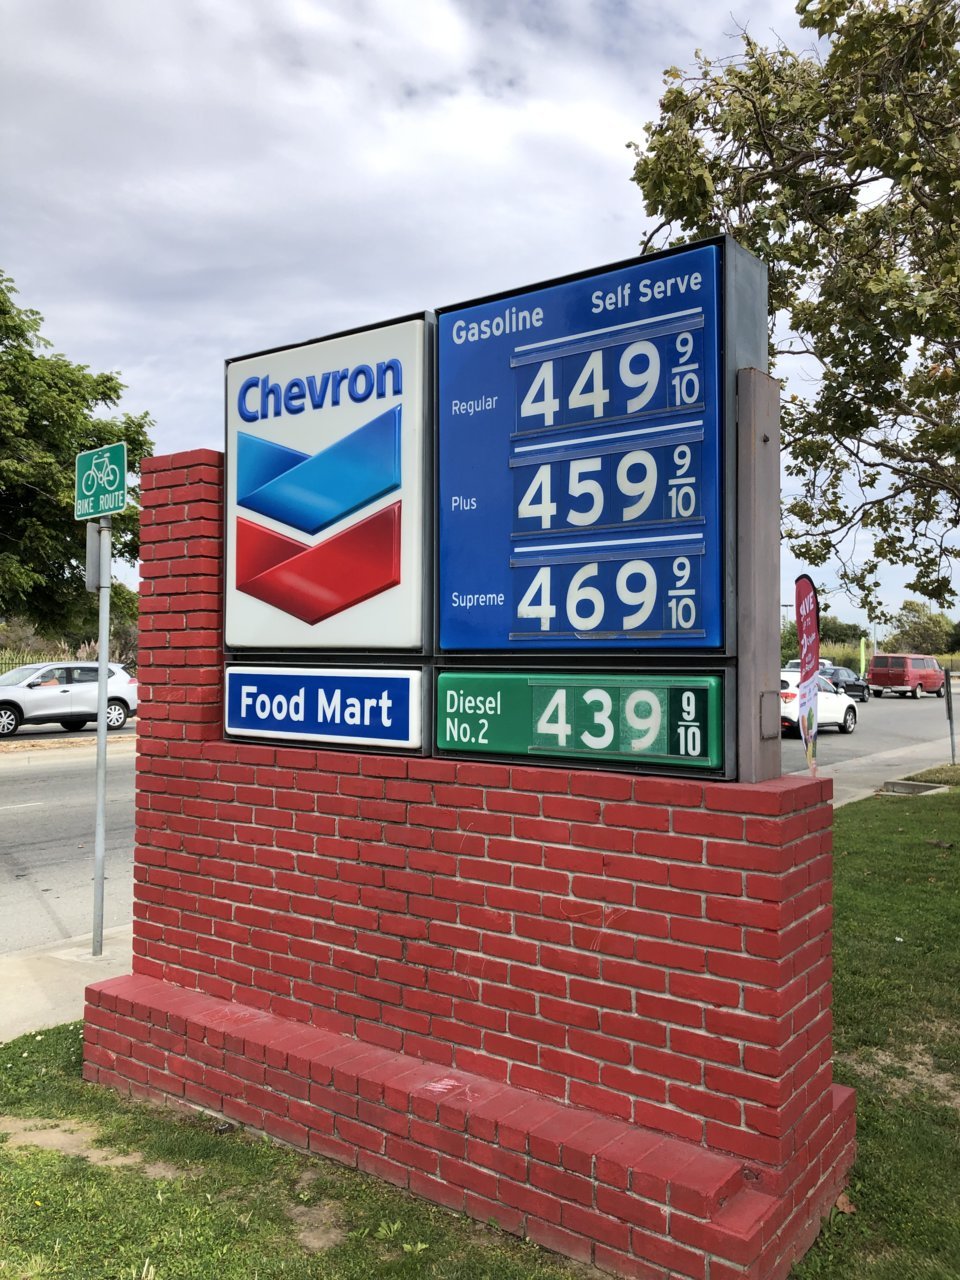 Chevron
Food Mart
Gasoline Self Serve
Regular 449 9/10
Plus 459 9/10
Supreme 469 9/10
Diesel
No.2
439 9/10
BIKE ROUTE
SAVE